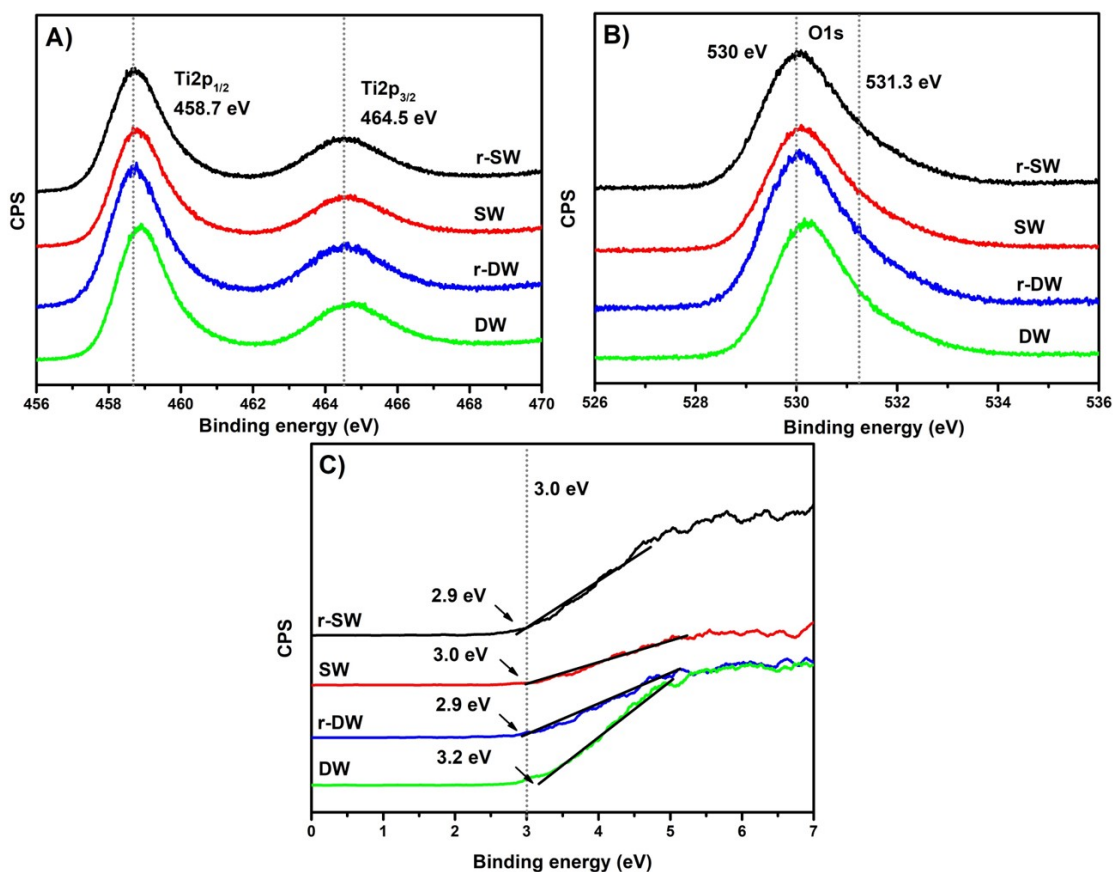 A)
Ti2p1/2
458.7 eV
Ti2p3/2
464.5 eV
r-SW
SW
r-DW
DW
CPS
456 458 460 462 464 466 468 470
Binding energy (eV)
B)
O1s
530 eV
531.3 eV
r-SW
SW
r-DW
DW
CPS
526 528 530 532 534 536
Binding energy (eV)
C)
3.0 eV
2.9 eV
r-SW
3.0 eV
SW
2.9 eV
r-DW
3.2 eV
DW
CPS
0 1 2 3 4 5 6 7
Binding energy (eV)